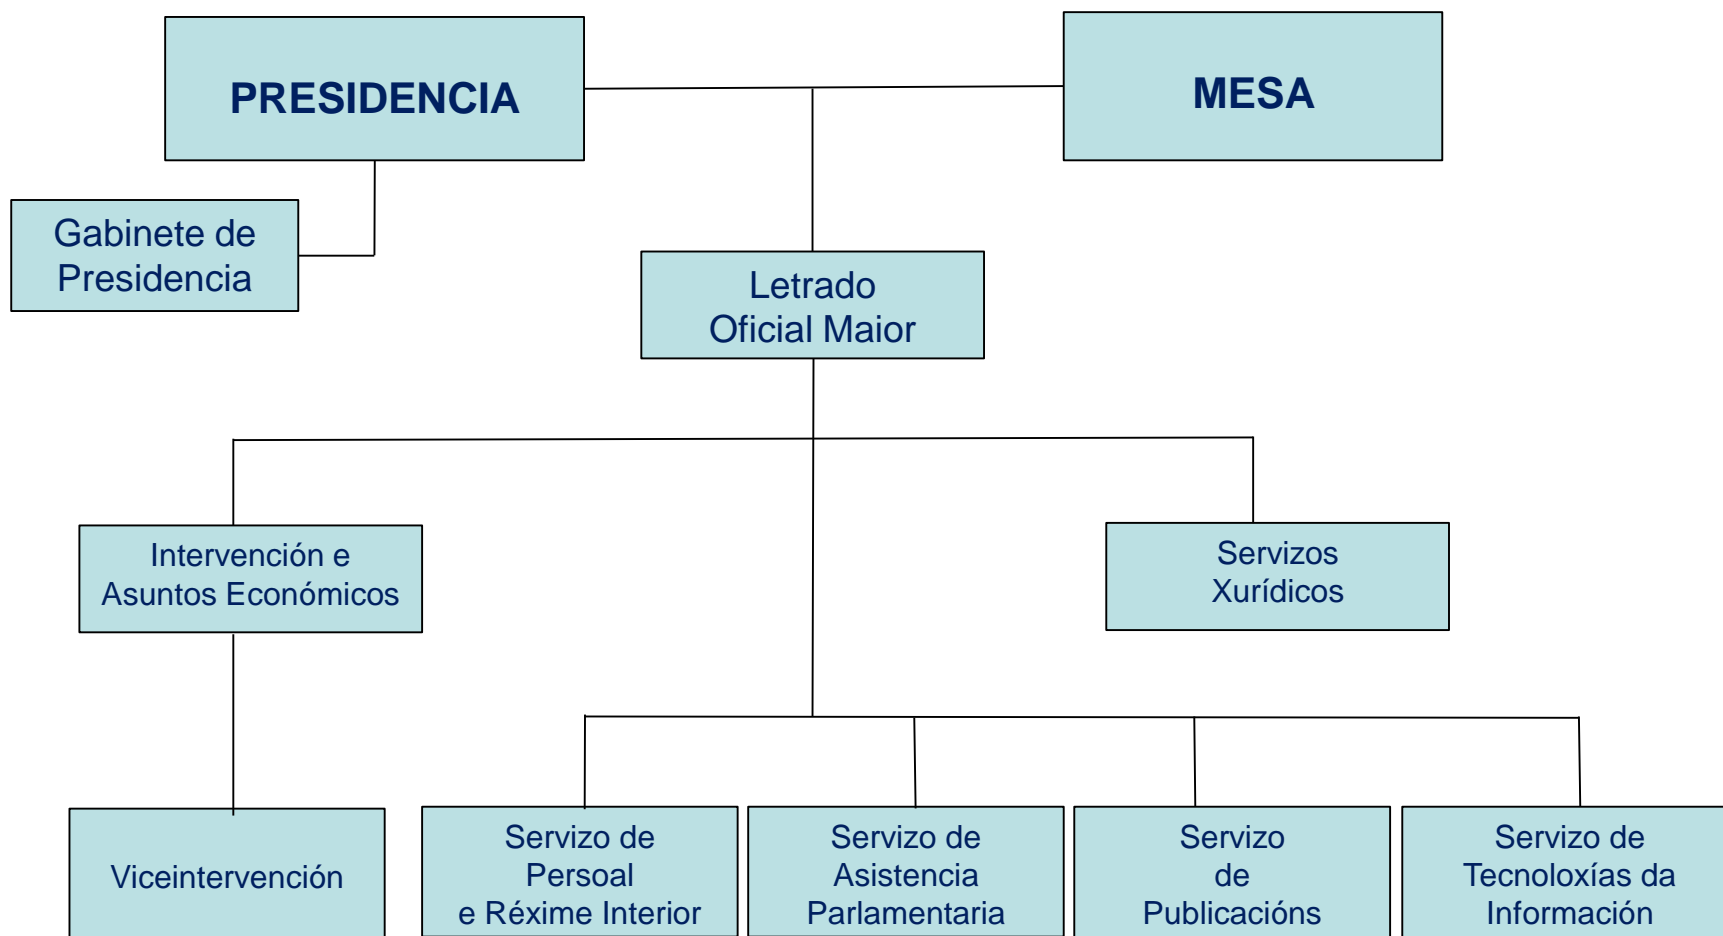 PRESIDENCIA
MESA
Gabinete de
Presidencia
Letrado
Oficial Maior
Intervención e
Asuntos Económicos
Servizos
Xurídicos
Viceintervención
Servizo de
Persoal
e Réxime Interior
Servizo de
Asistencia
Parlamentaria
Servizo
de
Publicacións
Servizo de
Tecnoloxías da
Información